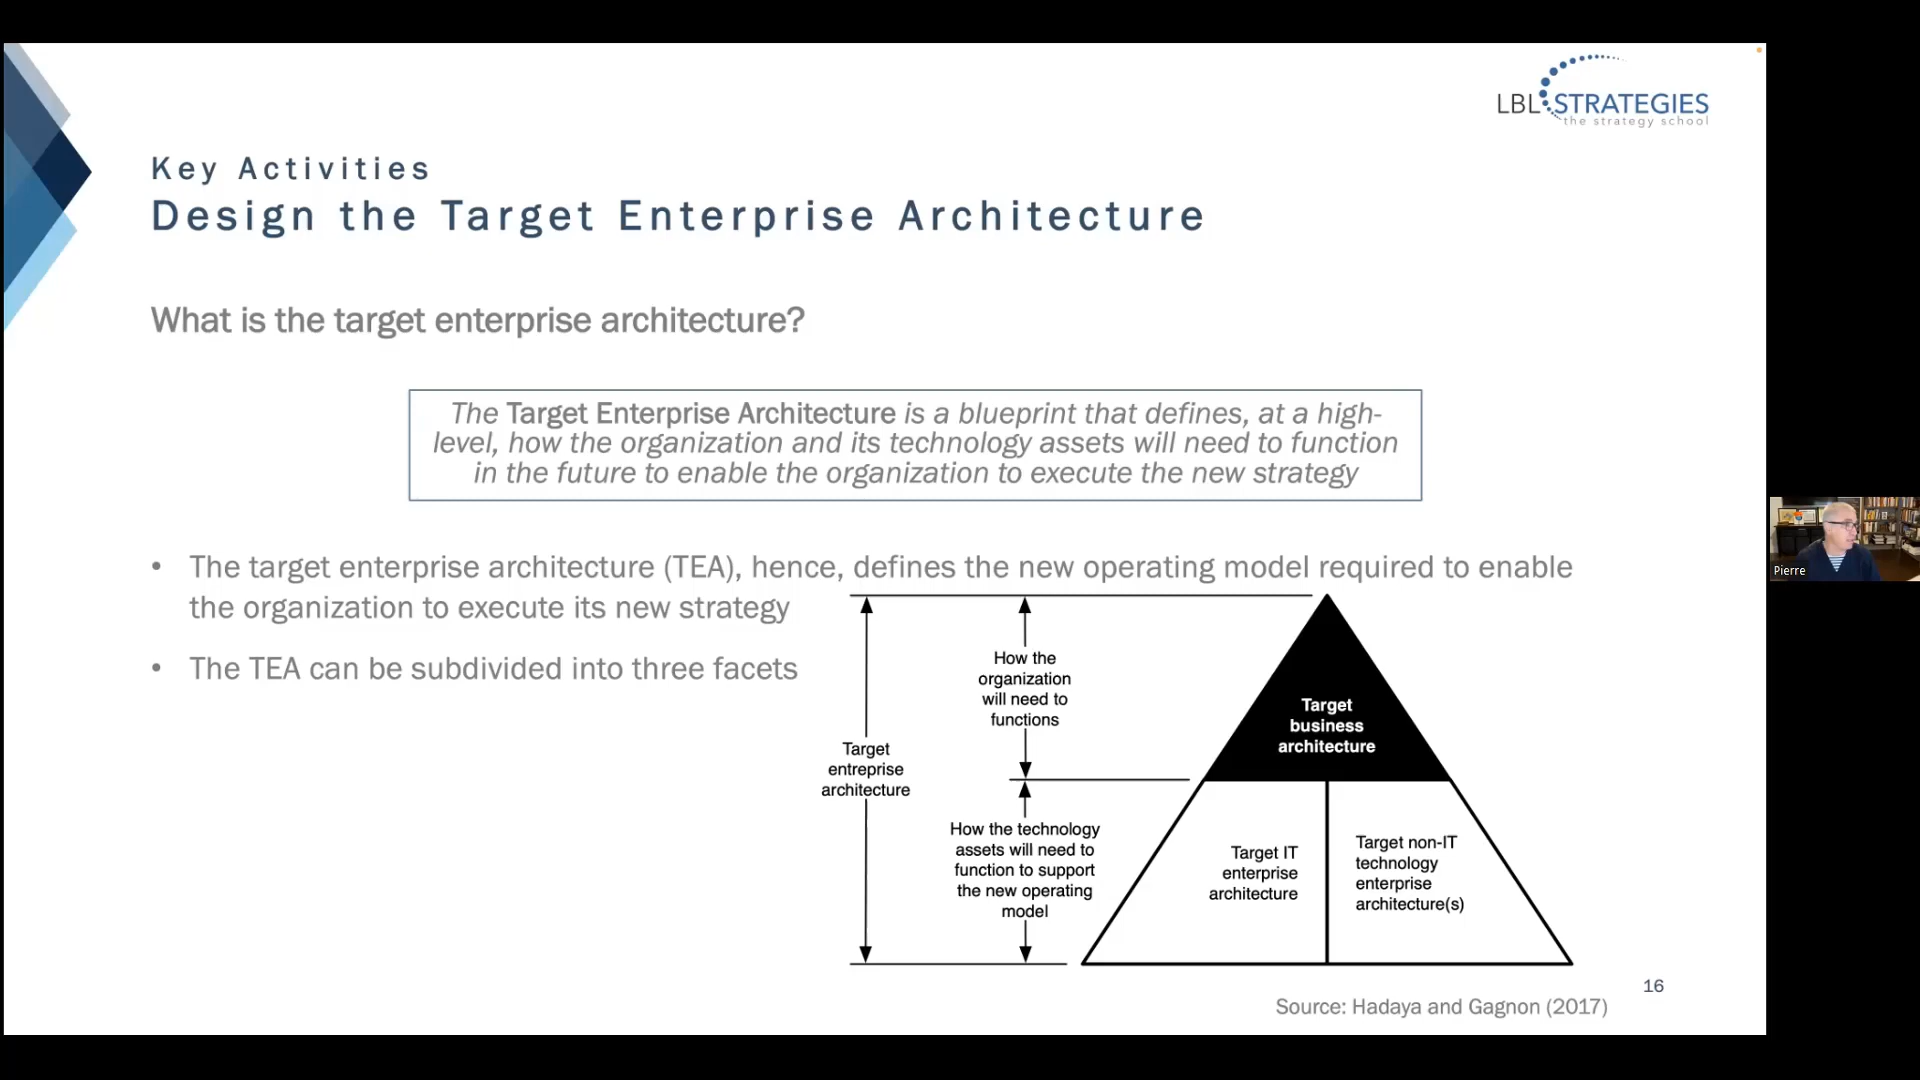 LBL STRATEGIES
the strategy school
Key Activities
Design the Target Enterprise Architecture
What is the target enterprise architecture?
The Target Enterprise Architecture is a blueprint that defines, at a high-
level, how the organization and its technology assets will need to function
in the future to enable the organization to execute the new strategy
• The target enterprise architecture (TEA), hence, defines the new operating model required to enable
the organization to execute its new strategy
• The TEA can be subdivided into three facets
Target
entreprise
architecture
How the
organization
will need to
functions
How the technology
assets will need to
function to support
the new operating
model
Target
business
architecture
Target IT
enterprise
architecture
Target non-IT
technology
enterprise
architecture(s)
16
Source: Hadaya and Gagnon (2017)
Pierre